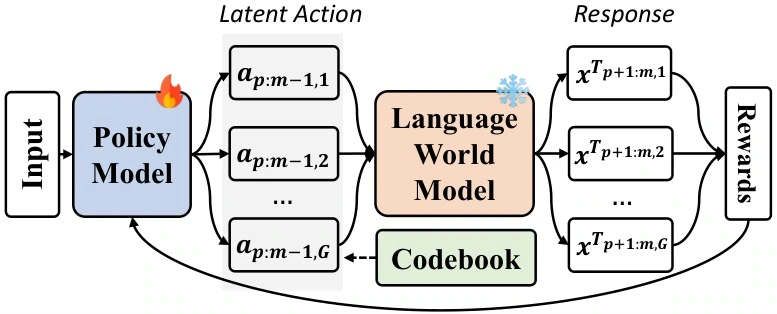 Latent Action
Response
Input
Policy
Model
a_{p:m-1,1}
a_{p:m-1,2}
...
a_{p:m-1,G}
Language
World
Model
Codebook
x^{T_{p+1:m,1}}
x^{T_{p+1:m,2}}
...
x^{T_{p+1:m,G}}
Rewards